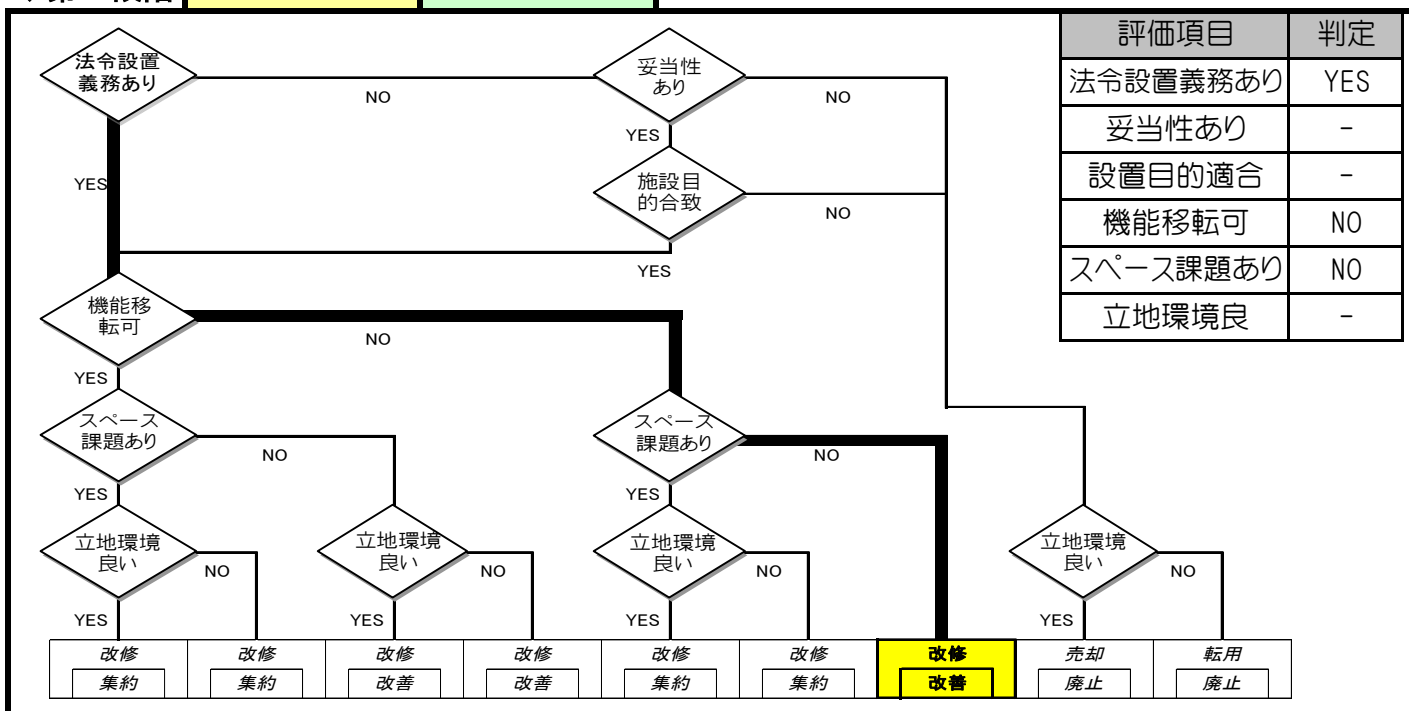 法令設置
義務あり
NO
妥当性
あり
NO
YES
YES
施設目
的合致
NO
YES
機能移
転可
NO
YES
スペース
課題あり
NO
スペース
課題あり
NO
YES
YES
立地環境
良い
NO
立地環境
良い
NO
立地環境
良い
NO
立地環境
良い
NO
YES
YES
YES
YES
改修 改修 改修 改修 改修 改修 改修 売却 転用
集約 集約 改善 改善 集約 集約 改善 廃止 廃止
評価項目 判定
法令設置義務あり YES
妥当性あり -
設置目的適合 -
機能移転可 NO
スペース課題あり NO
立地環境良 -